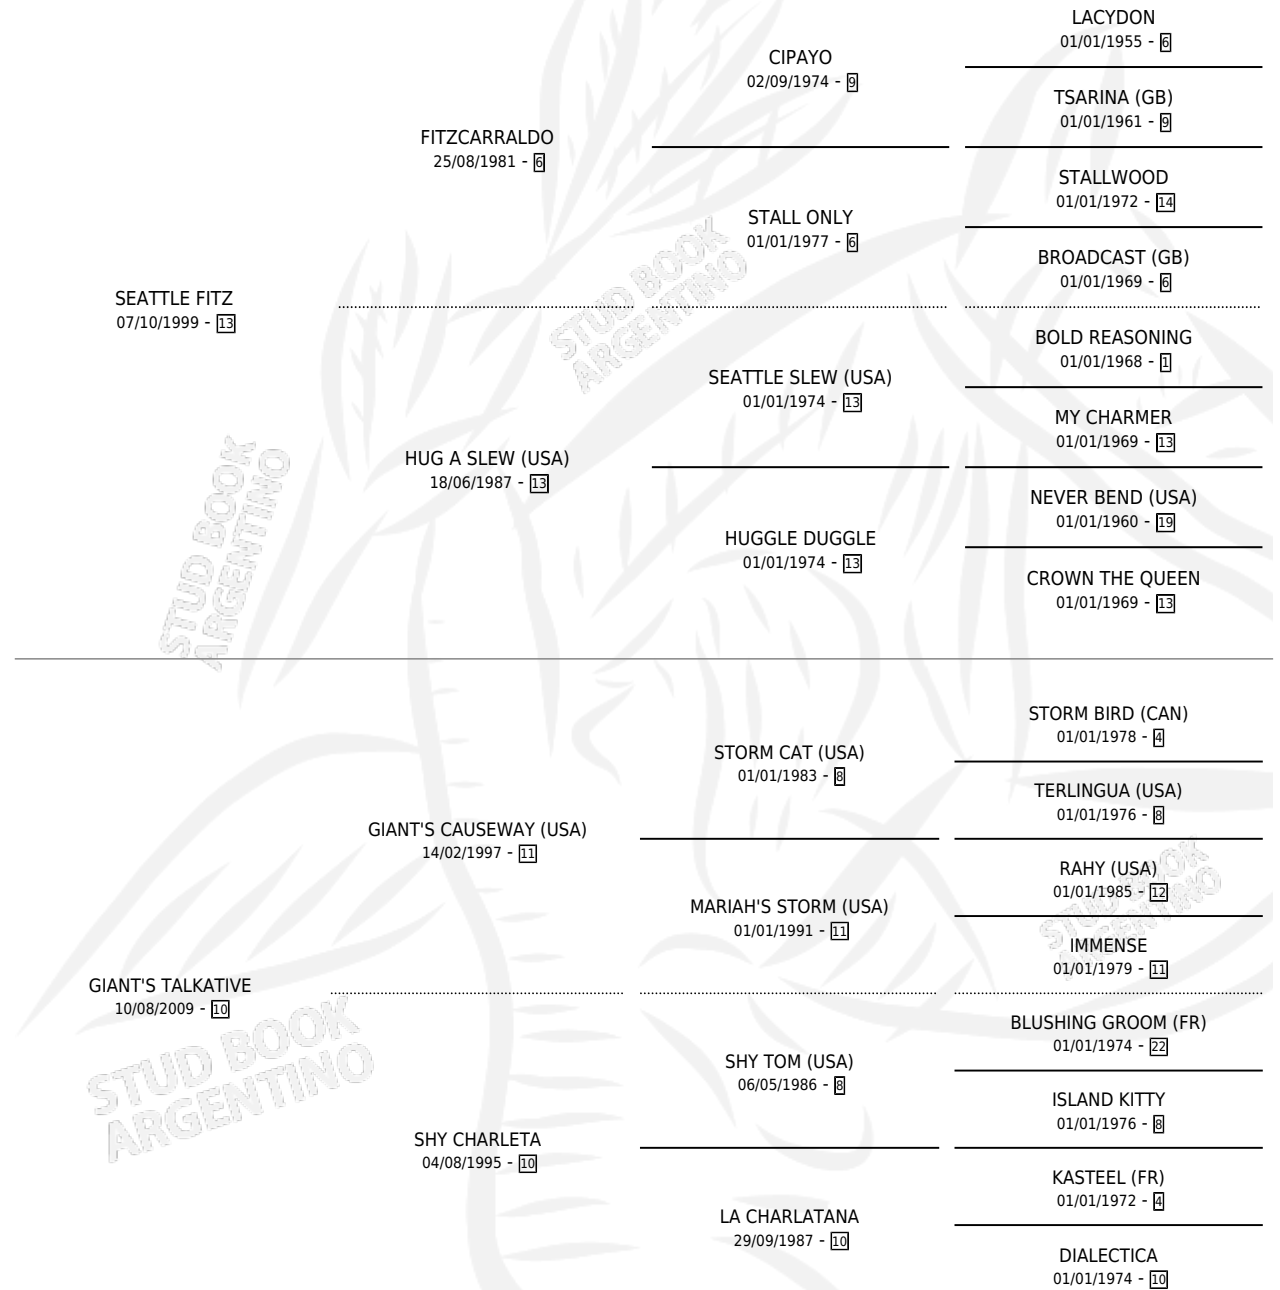 LACYDON
01/01/1955 - 6
CIPAYO
02/09/1974 - 9
TSARINA (GB)
01/01/1961 - 9
FITZCARRALDO
25/08/1981 - 6
STALLWOOD
01/01/1972 - 14
STALL ONLY
01/01/1977 - 6
BROADCAST (GB)
01/01/1969 - 6
SEATTLE FITZ
07/10/1999 - 13
STUD BOOK
ARGENTINO
BOLD REASONING
01/01/1968 - 1
SEATTLE SLEW (USA)
01/01/1974 - 13
MY CHARMER
01/01/1969 - 13
HUG A SLEW (USA)
18/06/1987 - 13
NEVER BEND (USA)
01/01/1960 - 19
HUGGLE DUGGLE
01/01/1974 - 13
CROWN THE QUEEN
01/01/1969 - 13
STUD BOOK
ARGENTINO
STORM BIRD (CAN)
01/01/1978 - 4
STORM CAT (USA)
01/01/1983 - 8
TERLINGUA (USA)
01/01/1976 - 8
GIANT'S CAUSEWAY (USA)
14/02/1997 - 11
RAHY (USA)
01/01/1985 - 12
MARIAH'S STORM (USA)
01/01/1991 - 11
STUD BOOK
ARGENTINO
IMMENSE
01/01/1979 - 11
GIANT'S TALKATIVE
10/08/2009 - 10
STUD BOOK
ARGENTINO
BLUSHING GROOM (FR)
01/01/1974 - 22
SHY TOM (USA)
06/05/1986 - 8
ISLAND KITTY
01/01/1976 - 8
SHY CHARLETA
04/08/1995 - 10
KASTEEL (FR)
01/01/1972 - 4
LA CHARLATANA
29/09/1987 - 10
DIALECTICA
01/01/1974 - 10